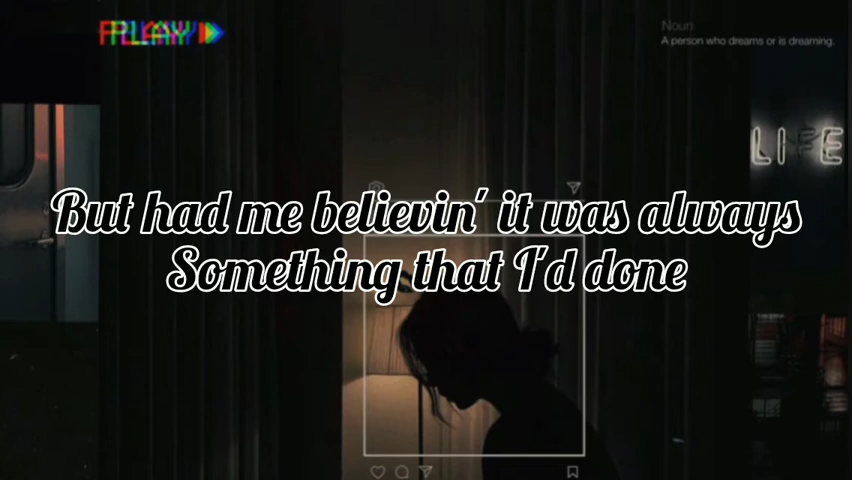 PLAY
Noun
A person who dreams or is dreaming.
LIFE
But had me believin' it was always
Something that I'd done